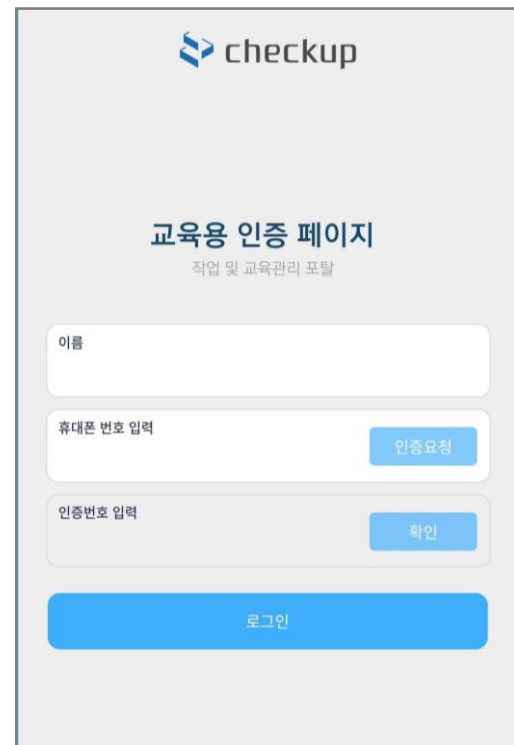 checkup
교육용 인증 페이지
작업 및 교육관리 포탈
이름
휴대폰 번호 입력
인증요청
인증번호 입력
확인
로그인